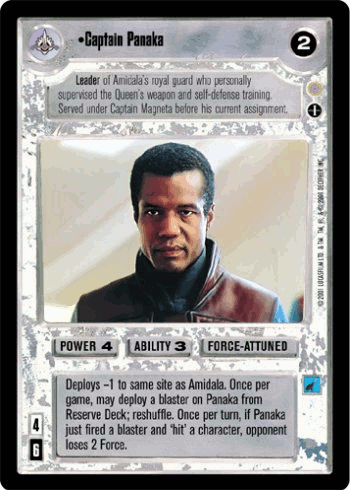 •Captain Panaka
2
Leader of Amidala's royal guard who personally
supervised the Queen's weapon and self-defense training.
Served under Captain Magneta before his current assignment.
POWER 4
ABILITY 3
FORCE-ATTUNED
Deploys –1 to same site as Amidala. Once per
game, may deploy a blaster on Panaka from
Reserve Deck; reshuffle. Once per turn, if Panaka
just fired a blaster and 'hit' a character, opponent
loses 2 Force.
4
6